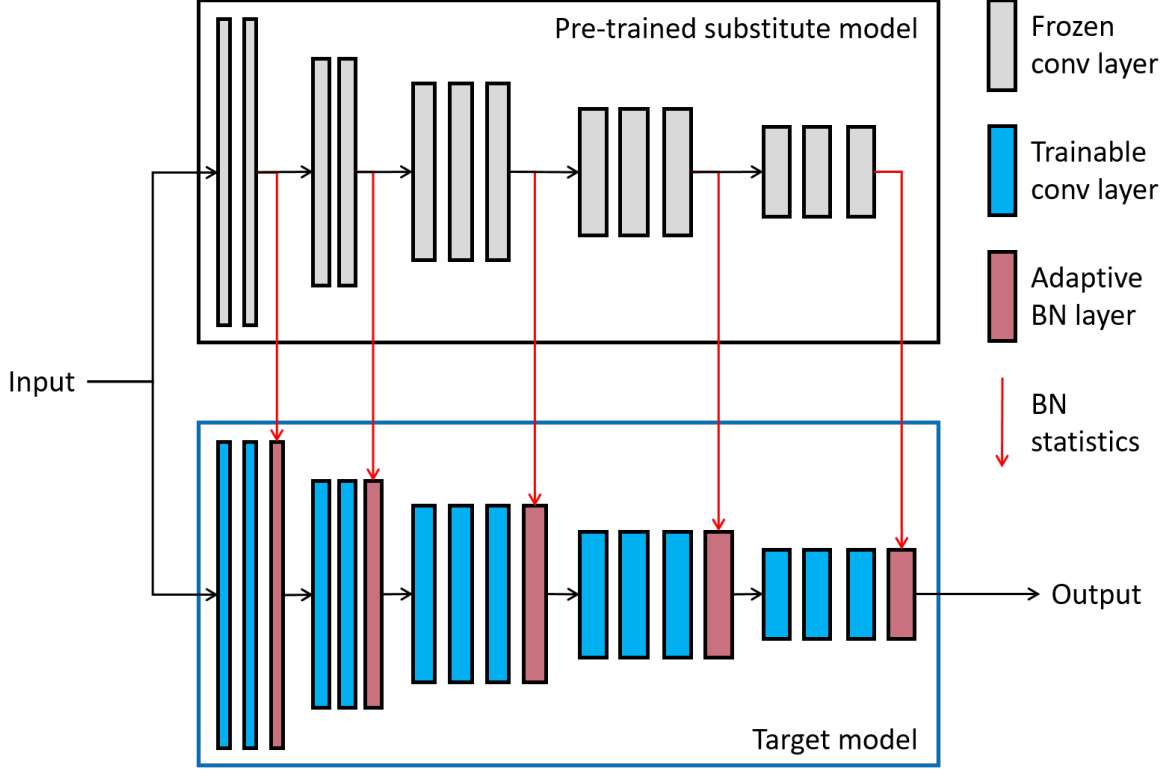 Pre-trained substitute model
Frozen
conv layer
Trainable
conv layer
Adaptive
BN layer
BN
statistics
Input
Output
Target model